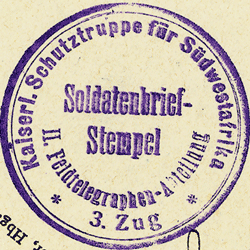 Kaiserl. Schutztruppe für Südwestafrika
Soldatenbrief-
Stempel
II. Feldtelegraphen-Abteilung
* 3. Zug *